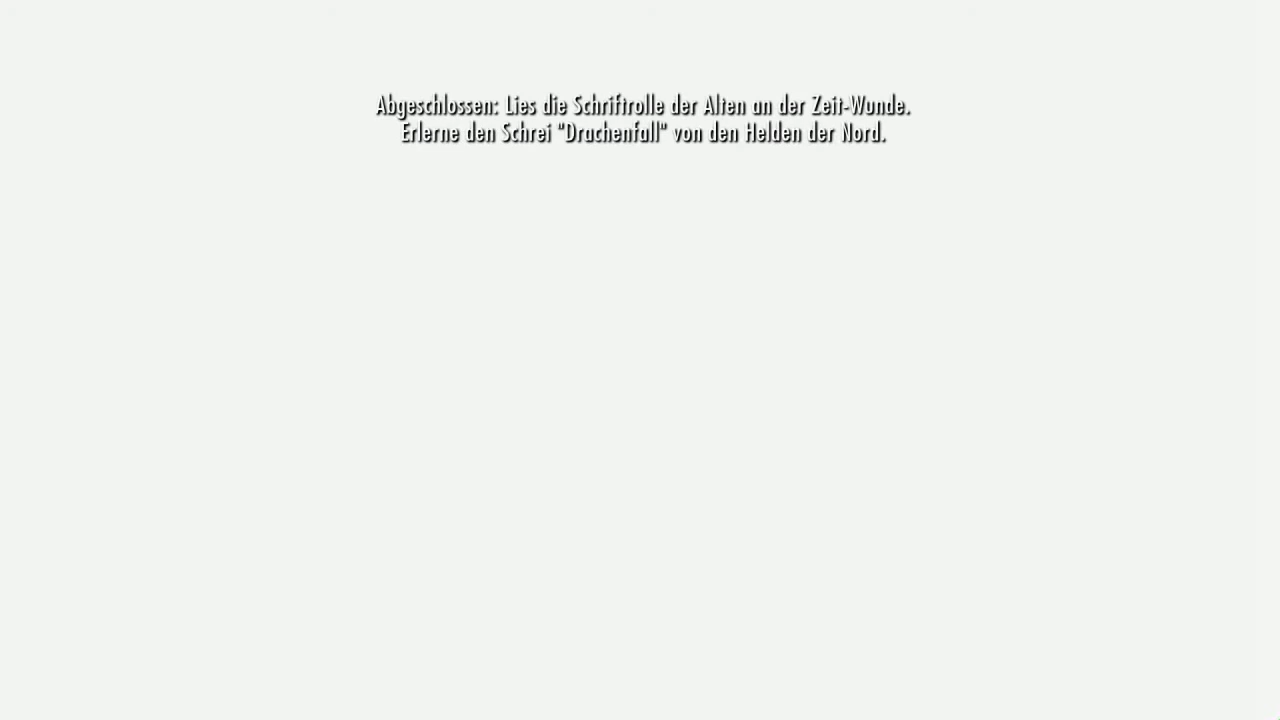 Abgeschlossen: Lies die Schriftrolle der Alten an der Zeit-Wunde.
Erlerne den Schrei "Drachenfall" von den Helden der Nord.